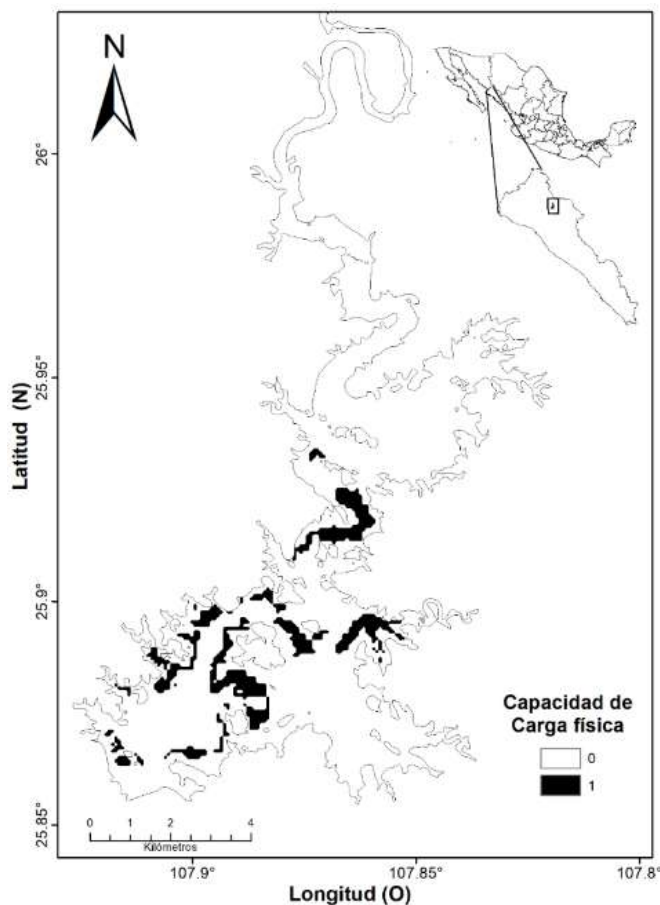 N
26°
25.95°
25.9°
25.85°
Latitud (N)
Capacidad de
Carga física
0
1
0 1 2 4
Kilómetros
107.9° 107.85° 107.8°
Longitud (O)